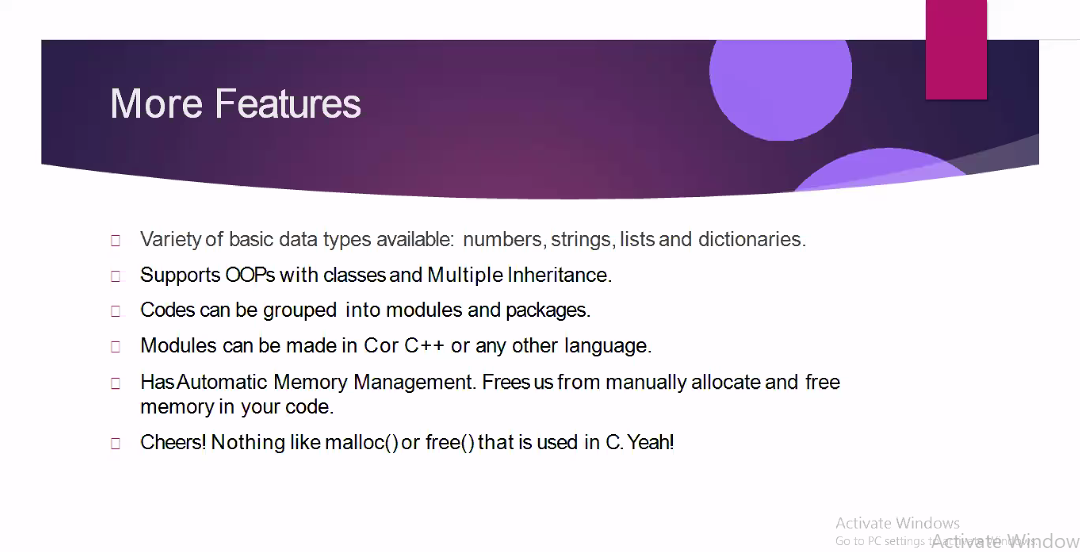 More Features
Variety of basic data types available: numbers, strings, lists and dictionaries.
Supports OOPs with classes and Multiple Inheritance.
Codes can be grouped into modules and packages.
Modules can be made in C or C++ or any other language.
Has Automatic Memory Management. Frees us from manually allocate and free
memory in your code.
Cheers! Nothing like malloc() or free() that is used in C. Yeah!
Activate Windows
Go to PC settings to activate Windows.
Activate Window